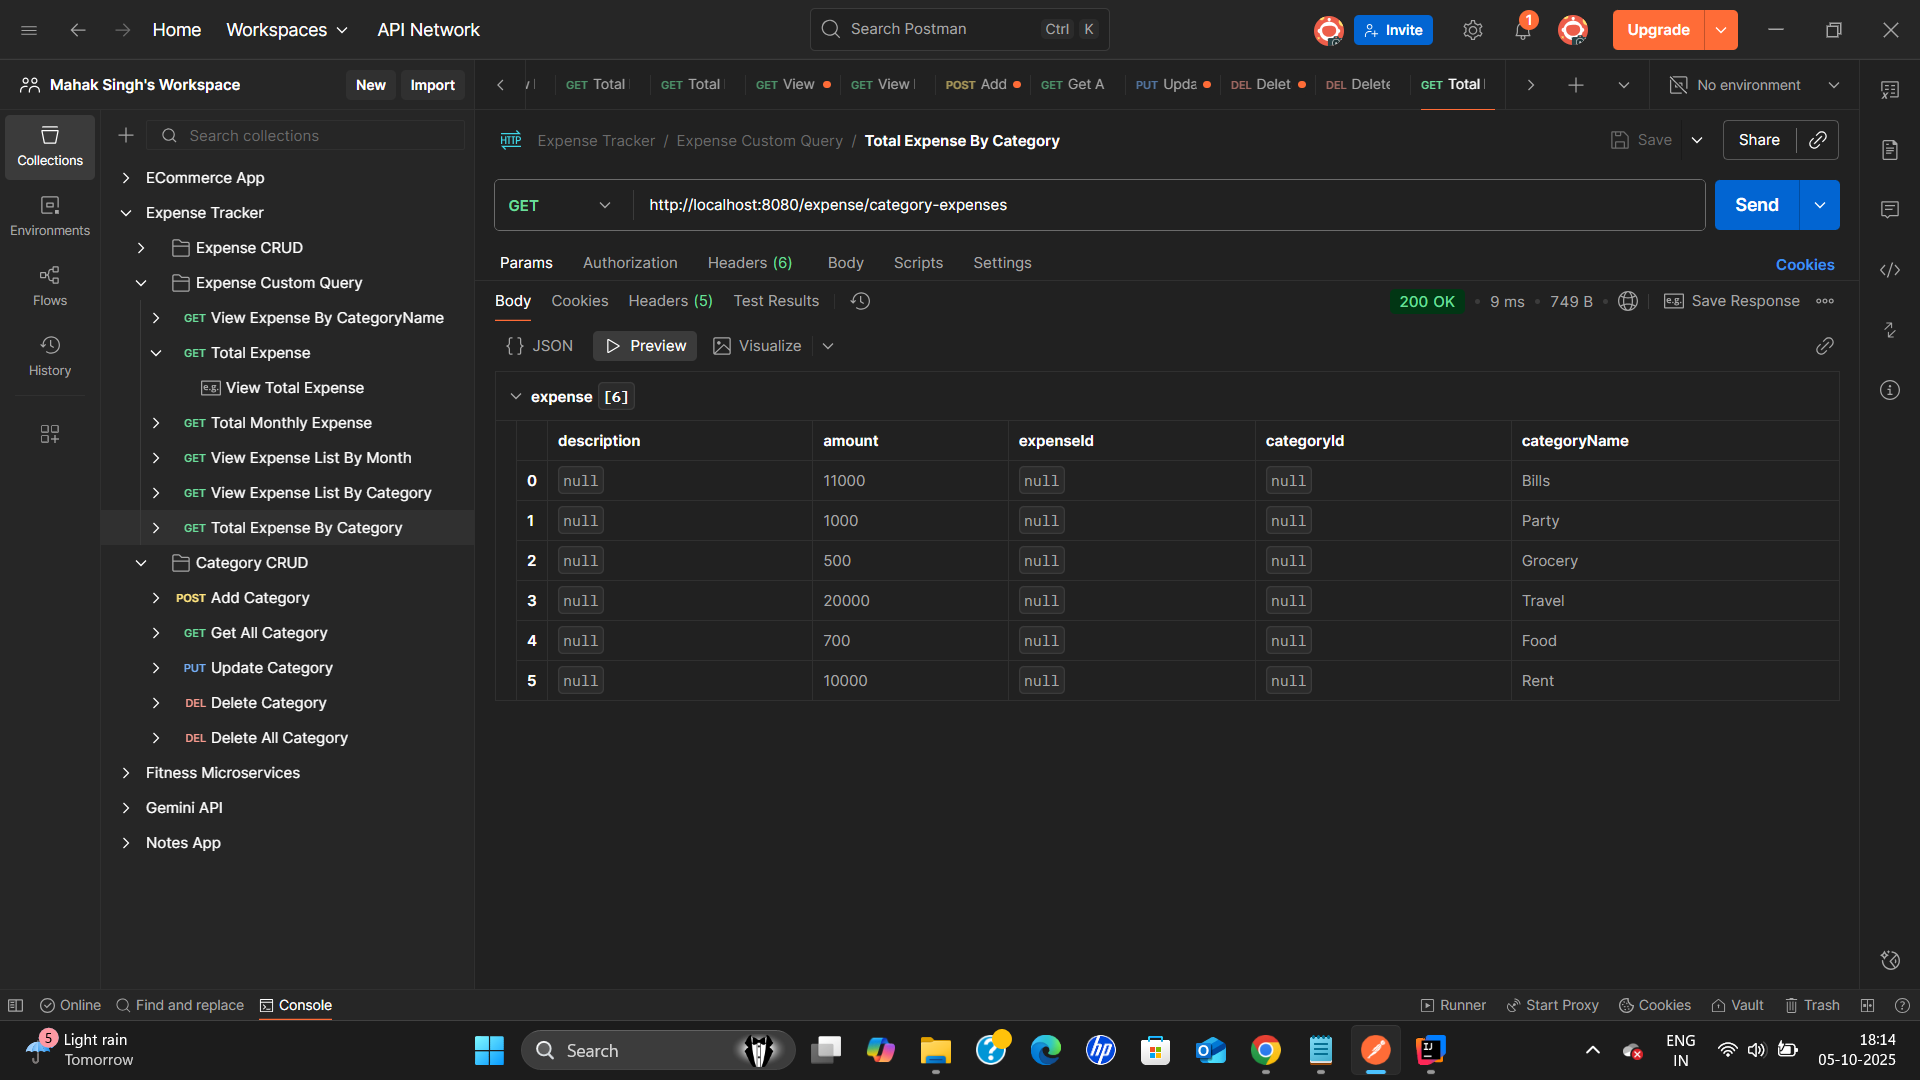 Home
Workspaces
API Network
Search Postman
Ctrl
K
Invite
1
Upgrade
Mahak Singh's Workspace
New
Import
GET Total
GET Total
GET View
GET View
POST Add
GET Get A
PUT Upda
DEL Delet
DEL Delete
GET Total
No environment
Collections
Environments
Flows
History
Search collections
ECommerce App
Expense Tracker
Expense CRUD
Expense Custom Query
GET View Expense By CategoryName
GET Total Expense
e.g. View Total Expense
GET Total Monthly Expense
GET View Expense List By Month
GET View Expense List By Category
GET Total Expense By Category
Category CRUD
POST Add Category
GET Get All Category
PUT Update Category
DEL Delete Category
DEL Delete All Category
Fitness Microservices
Gemini API
Notes App
HTTP Expense Tracker / Expense Custom Query / Total Expense By Category
Save
Share
GET
http://localhost:8080/expense/category-expenses
Send
Params
Authorization
Headers (6)
Body
Scripts
Settings
Cookies
Body
Cookies
Headers (5)
Test Results
200 OK
9 ms
749 B
e.g. Save Response
{} JSON
Preview
Visualize
expense [6]
description amount expenseId categoryId categoryName
0 null 11000 null null Bills
1 null 1000 null null Party
2 null 500 null null Grocery
3 null 20000 null null Travel
4 null 700 null null Food
5 null 10000 null null Rent
Online
Find and replace
Console
Runner
Start Proxy
Cookies
Vault
Trash
5
Light rain
Tomorrow
Search
hp
IJ
ENG
IN
18:14
05-10-2025